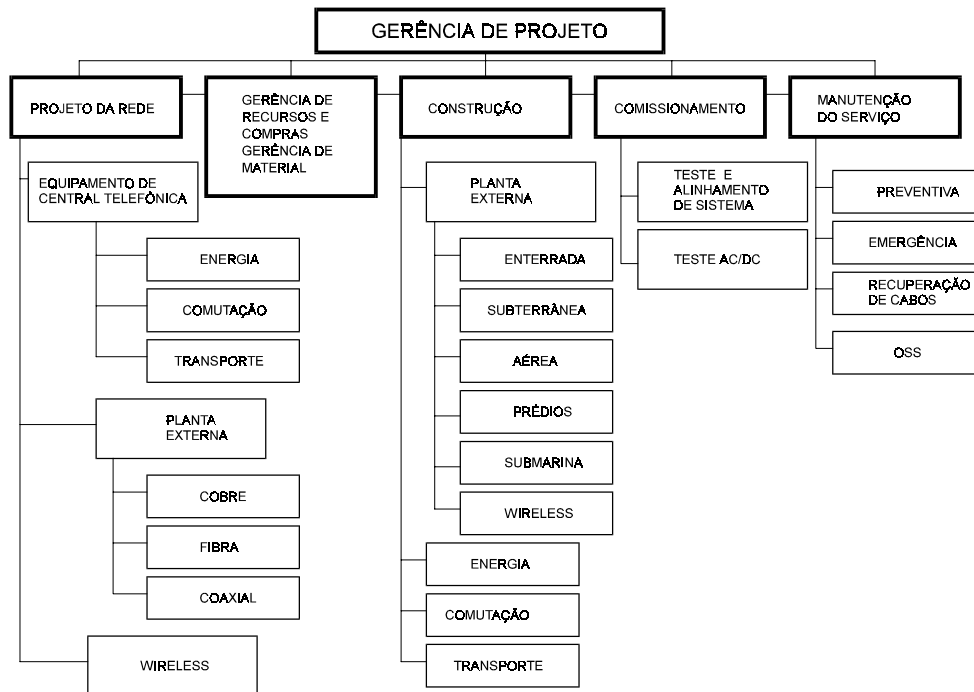 GERÊNCIA DE PROJETO
PROJETO DA REDE
GERÊNCIA DE
RECURSOS E
COMPRAS
GERÊNCIA DE
MATERIAL
CONSTRUÇÃO
COMISSIONAMENTO
MANUTENÇÃO
DO SERVIÇO
EQUIPAMENTO DE
CENTRAL TELEFÔNICA
ENERGIA
COMUTAÇÃO
TRANSPORTE
PLANTA
EXTERNA
COBRE
FIBRA
COAXIAL
WIRELESS
PLANTA
EXTERNA
ENTERRADA
SUBTERRÂNEA
AÉREA
PRÉDIOS
SUBMARINA
WIRELESS
ENERGIA
COMUTAÇÃO
TRANSPORTE
TESTE E
ALINHAMENTO
DE SISTEMA
TESTE AC/DC
PREVENTIVA
EMERGÊNCIA
RECUPERAÇÃO
DE CABOS
OSS